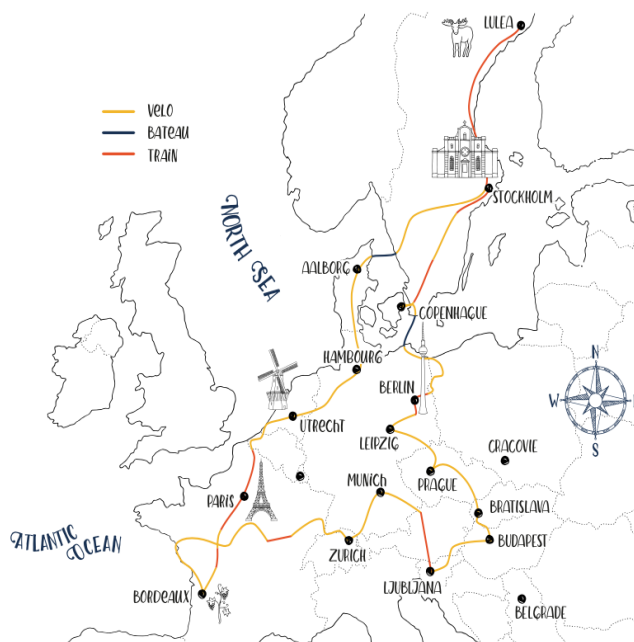 LULEA
VELO
BATEAU
TRAIN
STOCKHOLM
NORTH SEA
AALBORG
COPENHAGUE
HAMBOURG
BERLIN
UTRECHT
LEIPZIG
CRACOVIE
PRAGUE
MUNICH
PARIS
BRATISLAVA
ATLANTIC OCEAN
ZURICH
BUDAPEST
LJUBLJANA
BORDEAUX
BELGRADE
N
W
E
S